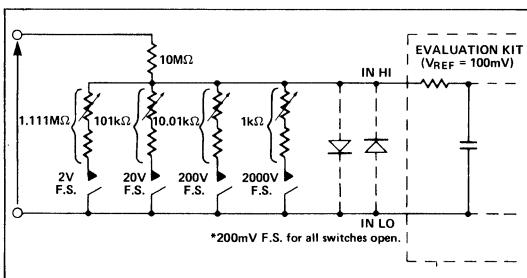 EVALUATION KIT
(VREF = 100mV)
10MΩ
IN HI
1.111MΩ
101kΩ
10.01kΩ
1kΩ
2V
F.S.
20V
F.S.
200V
F.S.
2000V
F.S.
IN LO
*200mV F.S. for all switches open.